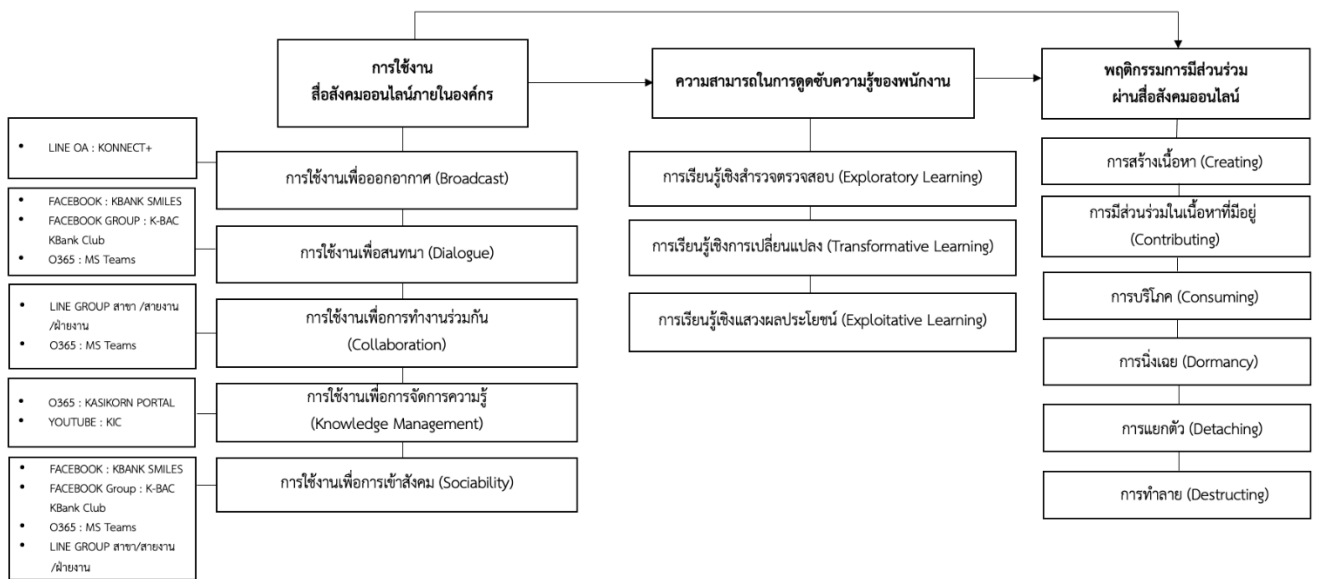 การใช้งาน
สื่อสังคมออนไลน์ภายในองค์กร
ความสามารถในการดูดซับความรู้ของพนักงาน
พฤติกรรมการมีส่วนร่วม
ผ่านสื่อสังคมออนไลน์
• LINE OA : KONNECT+
• FACEBOOK : KBANK SMILES
• FACEBOOK GROUP : K-BAC
KBank Club
• O365 : MS Teams
• LINE GROUP สาขา /สายงาน
/ฝ่ายงาน
• O365 : MS Teams
• O365 : KASIKORN PORTAL
• YOUTUBE : KIC
• FACEBOOK : KBANK SMILES
• FACEBOOK Group : K-BAC
KBank Club
• O365 : MS Teams
• LINE GROUP สาขา/สายงาน
/ฝ่ายงาน
การใช้งานเพื่อออกอากาศ (Broadcast)
การใช้งานเพื่อสนทนา (Dialogue)
การใช้งานเพื่อการทำงานร่วมกัน
(Collaboration)
การใช้งานเพื่อการจัดการความรู้
(Knowledge Management)
การใช้งานเพื่อการเข้าสังคม (Sociability)
การเรียนรู้เชิงสำรวจตรวจสอบ (Exploratory Learning)
การเรียนรู้เชิงการเปลี่ยนแปลง (Transformative Learning)
การเรียนรู้เชิงแสวงผลประโยชน์ (Exploitative Learning)
การสร้างเนื้อหา (Creating)
การมีส่วนร่วมในเนื้อหาที่มีอยู่
(Contributing)
การบริโภค (Consuming)
การนิ่งเฉย (Dormancy)
การแยกตัว (Detaching)
การทำลาย (Destructing)